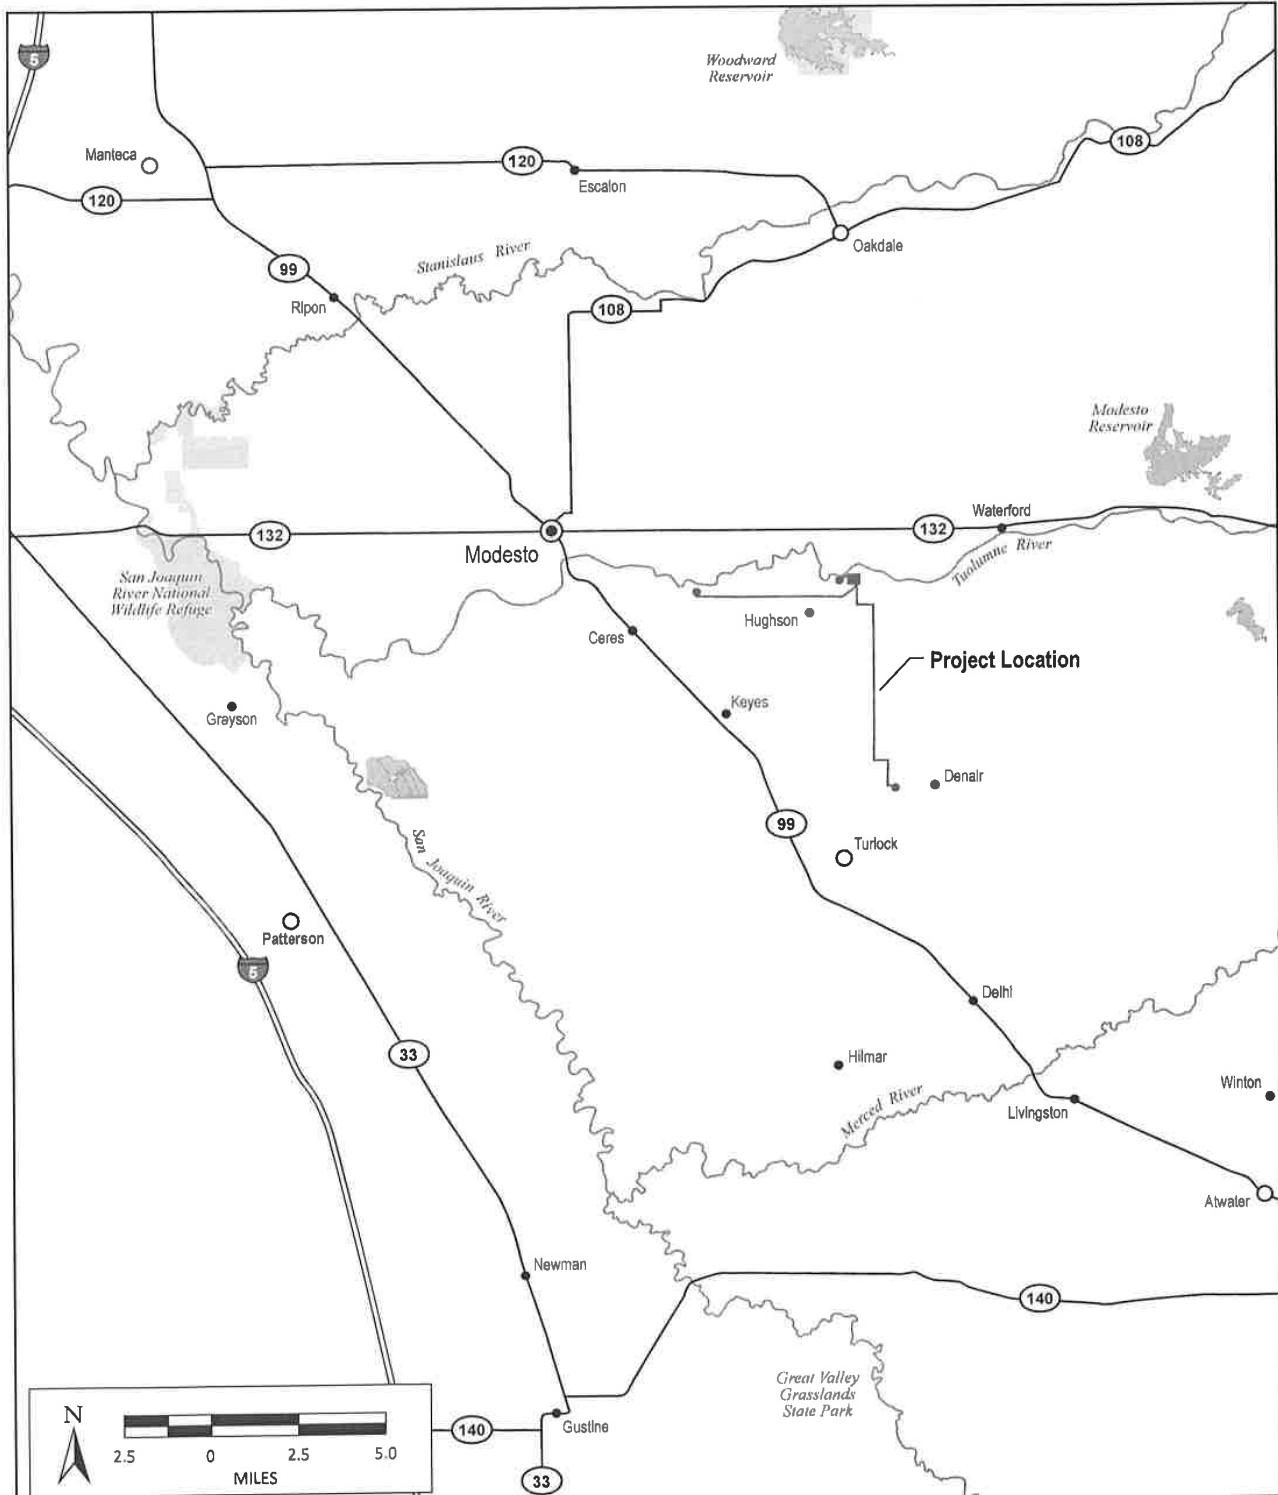 5
Woodward
Reservoir
Manteca
120
Escalon
108
120
Oakdale
Stanislaus River
99
Ripon
108
Modesto
Reservoir
Waterford
132
132
Modesto
Tuolumne River
San Joaquin
River National
Wildlife Refuge
Hughson
Ceres
Project Location
Keyes
Grayson
Denair
99
Turlock
San Joaquin River
Patterson
5
Delhi
33
Hilmar
Merced River
Winton
Livingston
Atwater
Newman
140
Great Valley
Grasslands
State Park
N
2.5 0 2.5 5.0
MILES
140
Gustine
33